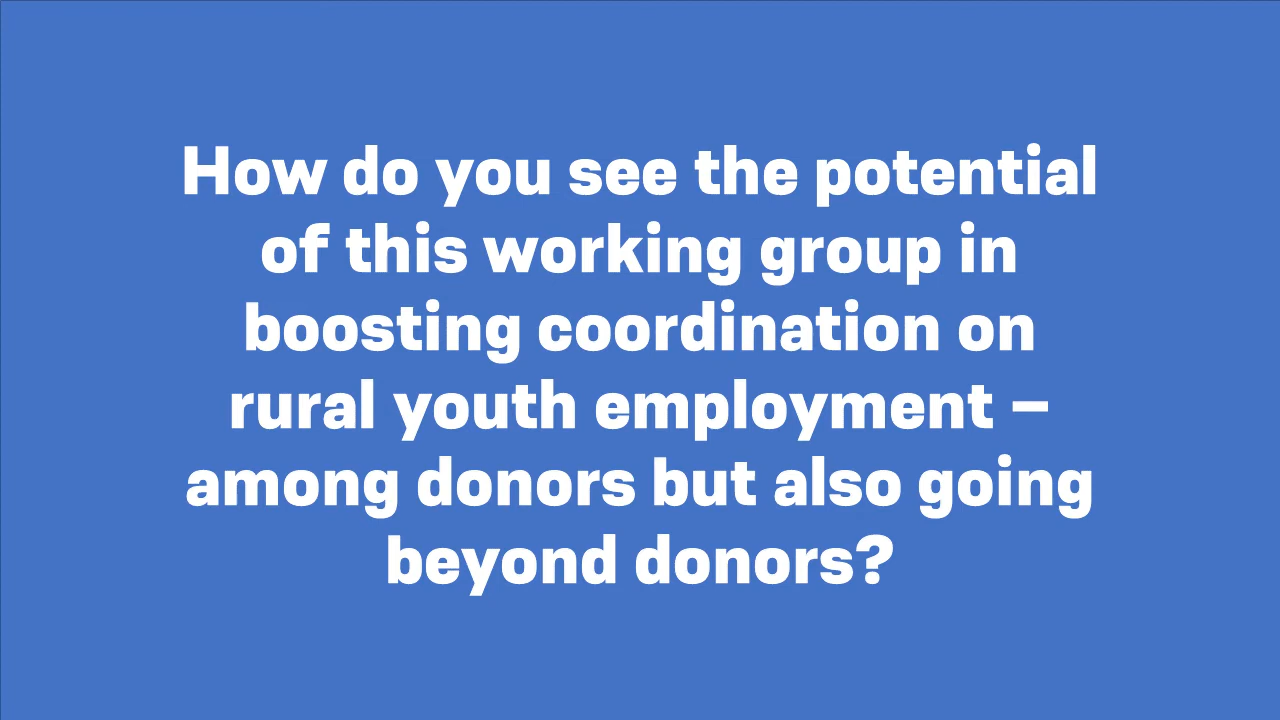 How do you see the potential
of this working group in
boosting coordination on
rural youth employment –
among donors but also going
beyond donors?